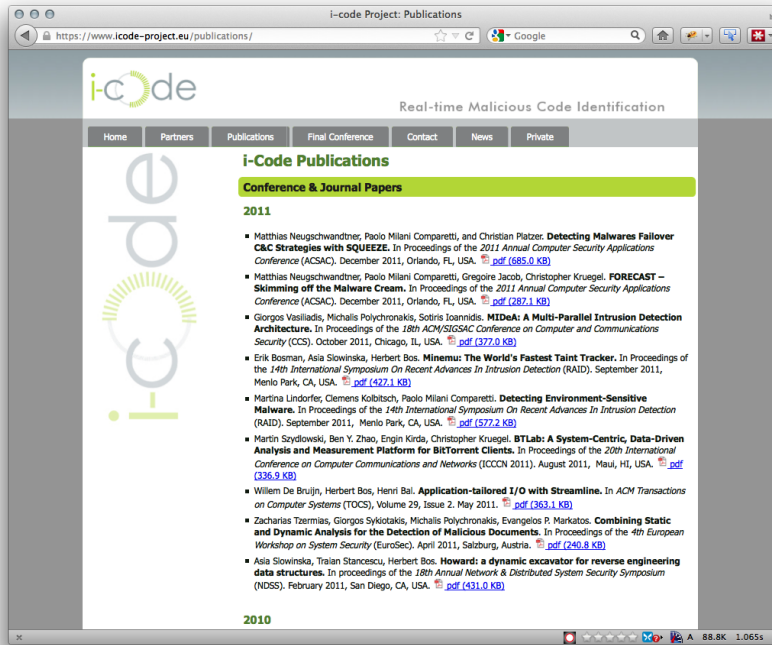 i-code Project: Publications
https://www.icode-project.eu/publications/
Google
i-code
Real-time Malicious Code Identification
Home Partners Publications Final Conference Contact News Private
i-code
i-Code Publications
Conference & Journal Papers
2011
Matthias Neugschwandtner, Paolo Milani Comparetti, and Christian Platzer. Detecting Malwares Failover
C&C Strategies with SQUEEZE. In Proceedings of the 2011 Annual Computer Security Applications
Conference (ACSAC). December 2011, Orlando, FL, USA. pdf (685.0 KB)
Matthias Neugschwandtner, Paolo Milani Comparetti, Gregoire Jacob, Christopher Kruegel. FORECAST –
Skimming off the Malware Cream. In Proceedings of the 2011 Annual Computer Security Applications
Conference (ACSAC). December 2011, Orlando, FL, USA. pdf (287.1 KB)
Giorgos Vasiliadis, Michalis Polychronakis, Sotiris Ioannidis. MIDeA: A Multi-Parallel Intrusion Detection
Architecture. In Proceedings of the 18th ACM/SIGSAC Conference on Computer and Communications
Security (CCS). October 2011, Chicago, IL, USA. pdf (377.0 KB)
Erik Bosman, Asia Slowinska, Herbert Bos. Minemu: The World's Fastest Taint Tracker. In Proceedings of
the 14th International Symposium On Recent Advances In Intrusion Detection (RAID). September 2011,
Menlo Park, CA, USA. pdf (427.1 KB)
Martina Lindorfer, Clemens Kolbitsch, Paolo Milani Comparetti. Detecting Environment-Sensitive
Malware. In Proceedings of the 14th International Symposium On Recent Advances In Intrusion Detection
(RAID). September 2011, Menlo Park, CA, USA. pdf (577.2 KB)
Martin Szydlowski, Ben Y. Zhao, Engin Kirda, Christopher Kruegel. BTLab: A System-Centric, Data-Driven
Analysis and Measurement Platform for BitTorrent Clients. In Proceedings of the 20th International
Conference on Computer Communications and Networks (ICCCN 2011). August 2011, Maui, HI, USA. pdf
(336.9 KB)
Willem De Bruijn, Herbert Bos, Henri Bal. Application-tailored I/O with Streamline. In ACM Transactions
on Computer Systems (TOCS), Volume 29, Issue 2. May 2011. pdf (363.1 KB)
Zacharias Tzermias, Giorgos Sykiotakis, Michalis Polychronakis, Evangelos P. Markatos. Combining Static
and Dynamic Analysis for the Detection of Malicious Documents. In Proceedings of the 4th European
Workshop on System Security (EuroSec). April 2011, Salzburg, Austria. pdf (240.8 KB)
Asia Slowinska, Traian Stancescu, Herbert Bos. Howard: a dynamic excavator for reverse engineering
data structures. In proceedings of the 18th Annual Network & Distributed System Security Symposium
(NDSS). February 2011, San Diego, CA, USA. pdf (431.0 KB)
2010
A 88.8K 1.065s